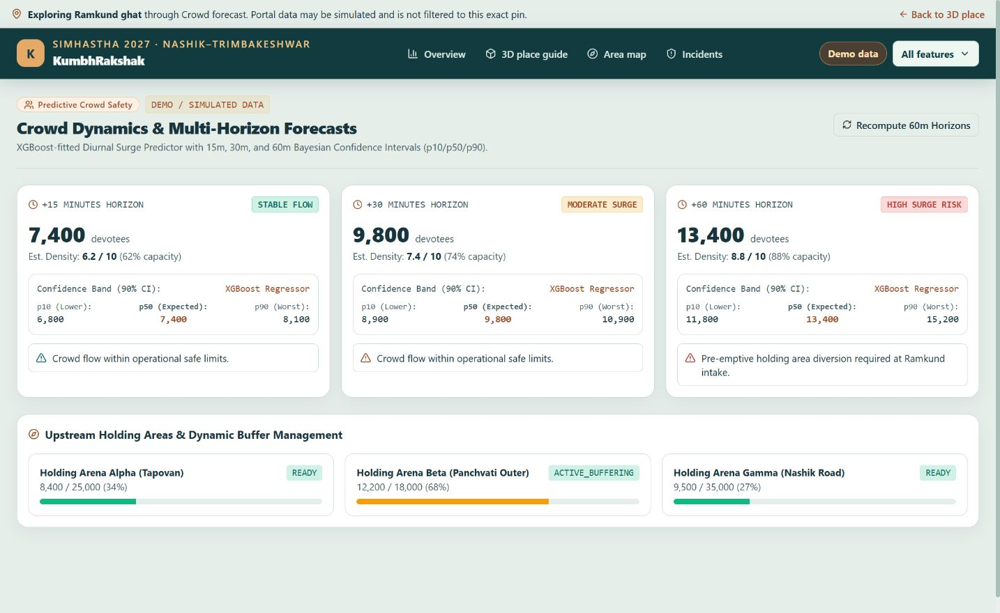 Exploring Ramkund ghat through Crowd forecast. Portal data may be simulated and is not filtered to this exact pin.
← Back to 3D place
K
SIMHASTHA 2027 · NASHIK–TRIMBAKESHWAR
KumbhRakshak
Overview
3D place guide
Area map
Incidents
Demo data
All features
Predictive Crowd Safety
DEMO / SIMULATED DATA
Crowd Dynamics & Multi-Horizon Forecasts
XGBoost-fitted Diurnal Surge Predictor with 15m, 30m, and 60m Bayesian Confidence Intervals (p10/p50/p90).
Recompute 60m Horizons
+15 MINUTES HORIZON
STABLE FLOW
7,400 devotees
Est. Density: 6.2 / 10 (62% capacity)
Confidence Band (90% CI): XGBoost Regressor
p10 (Lower): p50 (Expected): p90 (Worst):
6,800 7,400 8,100
Crowd flow within operational safe limits.
+30 MINUTES HORIZON
MODERATE SURGE
9,800 devotees
Est. Density: 7.4 / 10 (74% capacity)
Confidence Band (90% CI): XGBoost Regressor
p10 (Lower): p50 (Expected): p90 (Worst):
8,900 9,800 10,900
Crowd flow within operational safe limits.
+60 MINUTES HORIZON
HIGH SURGE RISK
13,400 devotees
Est. Density: 8.8 / 10 (88% capacity)
Confidence Band (90% CI): XGBoost Regressor
p10 (Lower): p50 (Expected): p90 (Worst):
11,800 13,400 15,200
Pre-emptive holding area diversion required at Ramkund
intake.
Upstream Holding Areas & Dynamic Buffer Management
Holding Arena Alpha (Tapovan)
READY
8,400 / 25,000 (34%)
Holding Arena Beta (Panchvati Outer)
ACTIVE_BUFFERING
12,200 / 18,000 (68%)
Holding Arena Gamma (Nashik Road)
READY
9,500 / 35,000 (27%)